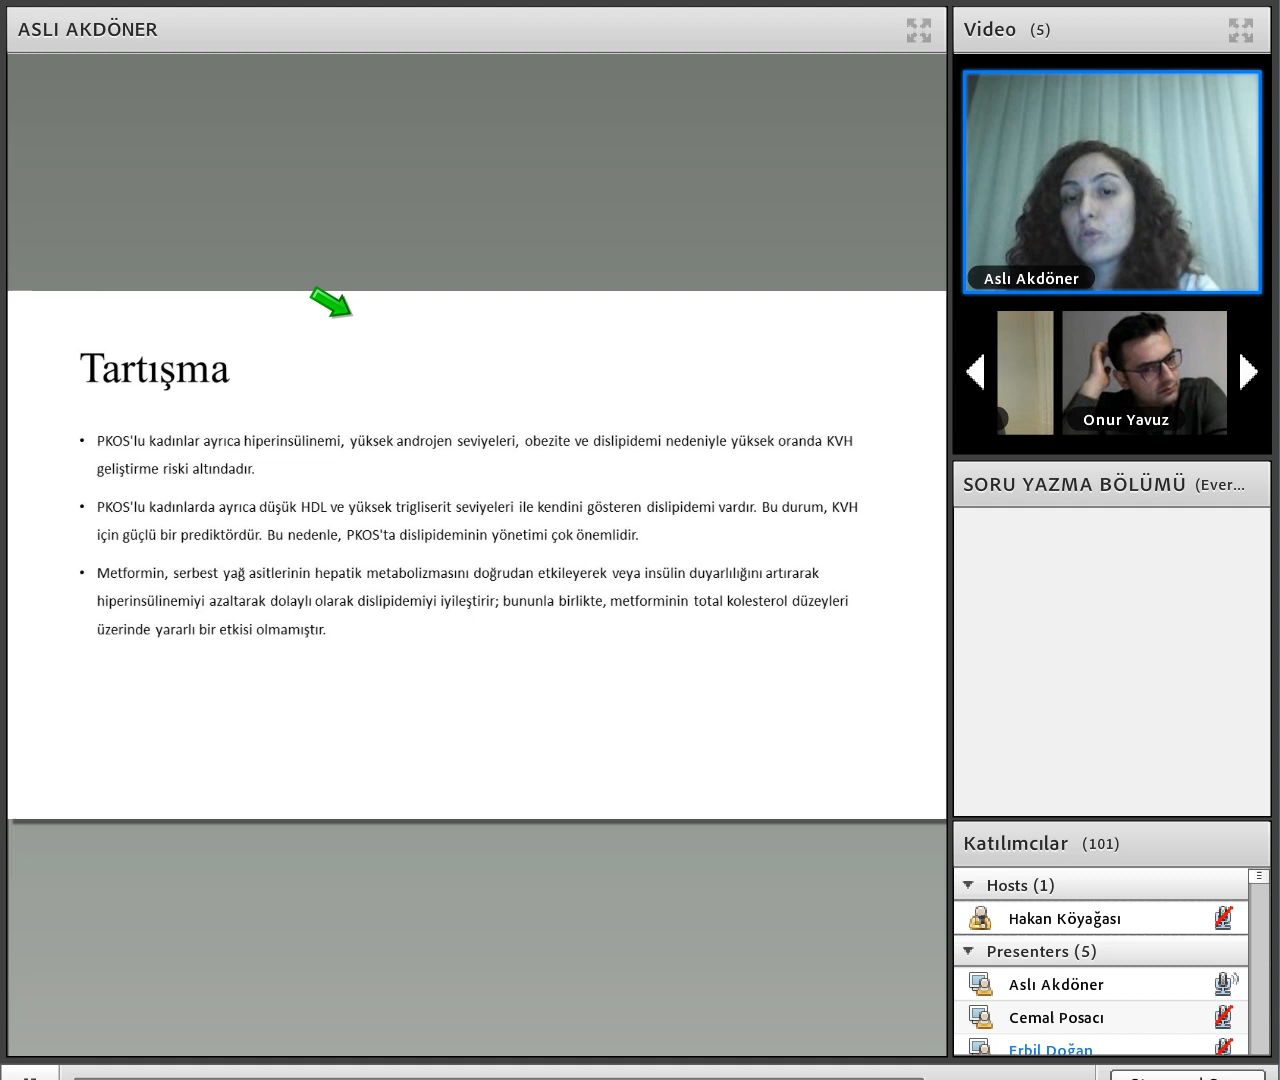 ASLI AKDÖNER
Tartışma
• PKOS'lu kadınlar ayrıca hiperinsülinemi, yüksek androjen seviyeleri, obezite ve dislipidemi nedeniyle yüksek oranda KVH
geliştirme riski altındadır.
• PKOS'lu kadınlarda ayrıca düşük HDL ve yüksek trigliserit seviyeleri ile kendini gösteren dislipidemi vardır. Bu durum, KVH
için güçlü bir prediktördür. Bu nedenle, PKOS'ta dislipideminin yönetimi çok önemlidir.
• Metformin, serbest yağ asitlerinin hepatik metabolizmasını doğrudan etkileyerek veya insülin duyarlılığını artırarak
hiperinsülinemiyi azaltarak dolaylı olarak dislipidemiyi iyileştirir; bununla birlikte, metforminin total kolesterol düzeyleri
üzerinde yararlı bir etkisi olmamıştır.
Video (5)
Aslı Akdöner
Onur Yavuz
SORU YAZMA BÖLÜMÜ (Ever...
Katılımcılar (101)
Hosts (1)
Hakan Köyağası
Presenters (5)
Aslı Akdöner
Cemal Posacı
Erbil Doğan